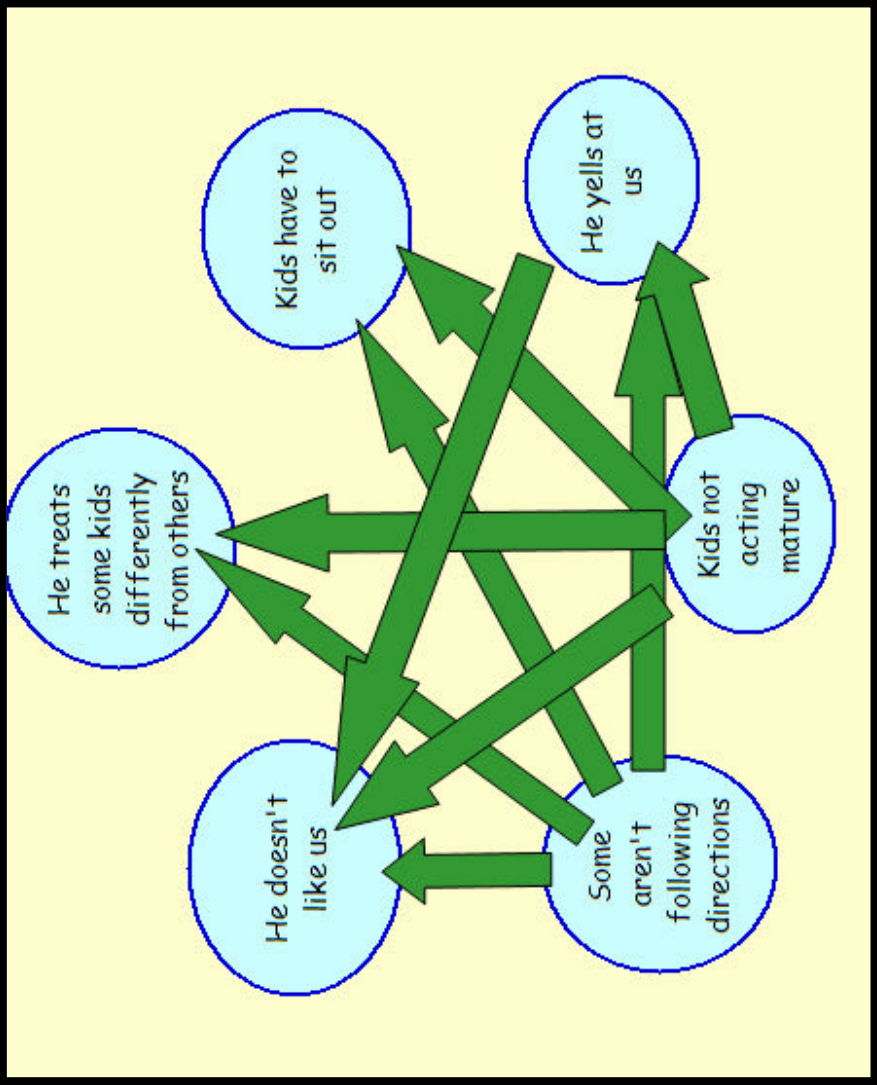 He treats
some kids
differently
from others
He doesn't
like us
Kids have to
sit out
Some
aren't
following
directions
He yells at
us
Kids not
acting
mature